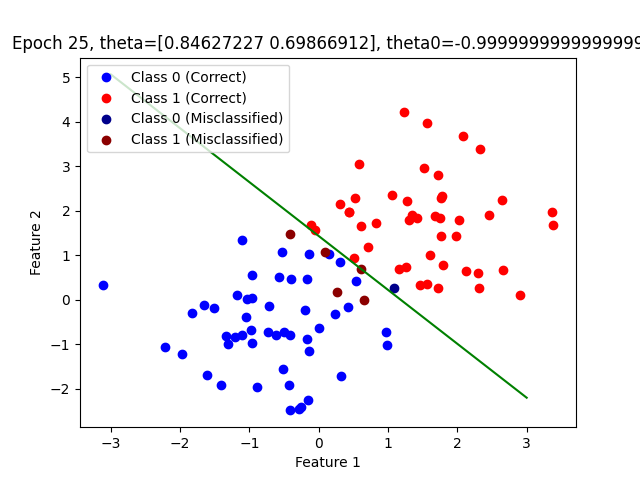 Epoch 25, theta=[0.84627227 0.69866912], theta0=-0.9999999999999999
Class 0 (Correct)
Class 1 (Correct)
Class 0 (Misclassified)
Class 1 (Misclassified)
Feature 2
5
4
3
2
1
0
−1
−2
−3
−2
−1
0
1
2
3
Feature 1